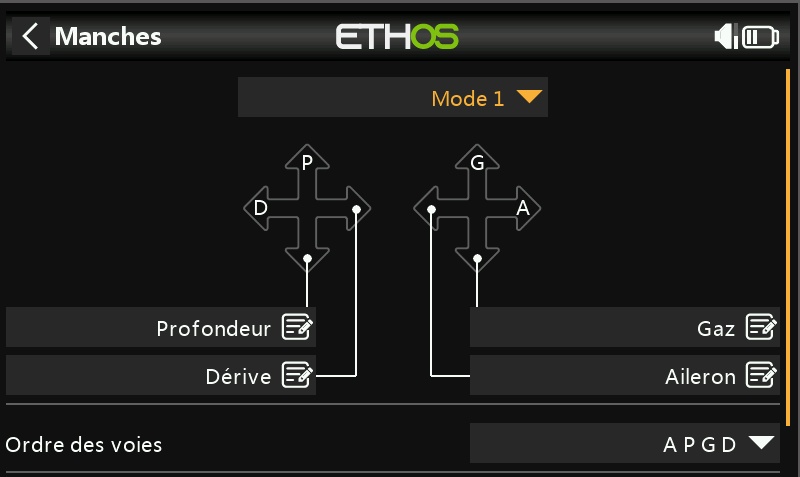 Manches
ETHOS
Mode 1
P
G
D
A
Profondeur
Gaz
Dérive
Aileron
Ordre des voies
A P G D